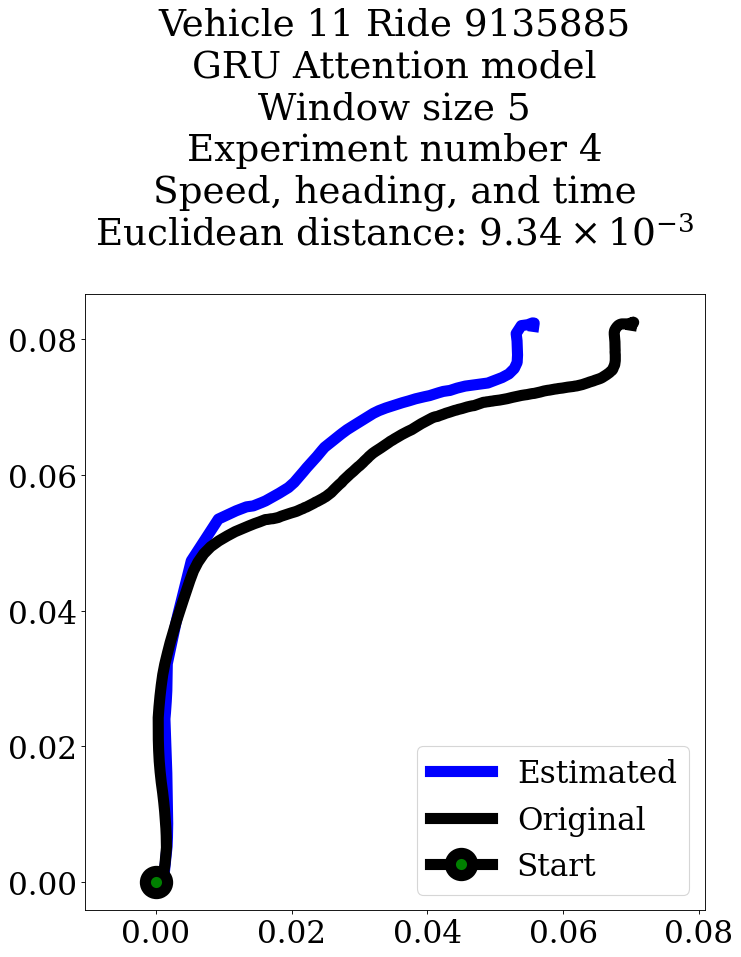 Vehicle 11 Ride 9135885
GRU Attention model
Window size 5
Experiment number 4
Speed, heading, and time
Euclidean distance: 9.34 × 10⁻³
0.08
0.06
0.04
0.02
0.00
Estimated
Original
Start
0.00 0.02 0.04 0.06 0.08